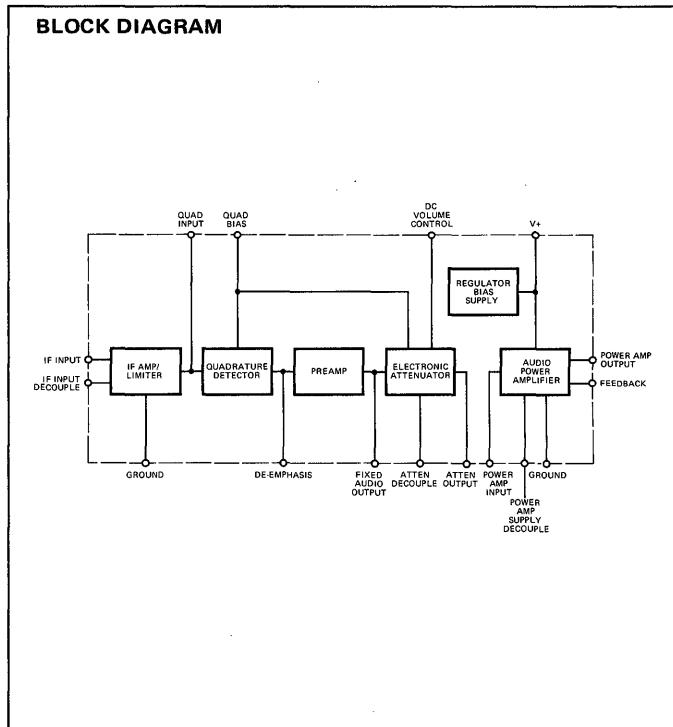 BLOCK DIAGRAM
QUAD
INPUT
QUAD
BIAS
DC
VOLUME
CONTROL
V+
REGULATOR
BIAS
SUPPLY
IF INPUT
IF INPUT
DECOUPLE
IF AMP/
LIMITER
QUADRATURE
DETECTOR
PREAMP
ELECTRONIC
ATTENUATOR
AUDIO
POWER
AMPLIFIER
POWER AMP
OUTPUT
FEEDBACK
GROUND
DE-EMPHASIS
FIXED
AUDIO
OUTPUT
ATTEN
DECOUPLE
ATTEN
OUTPUT
POWER
AMP
INPUT
POWER
AMP
SUPPLY
DECOUPLE
GROUND